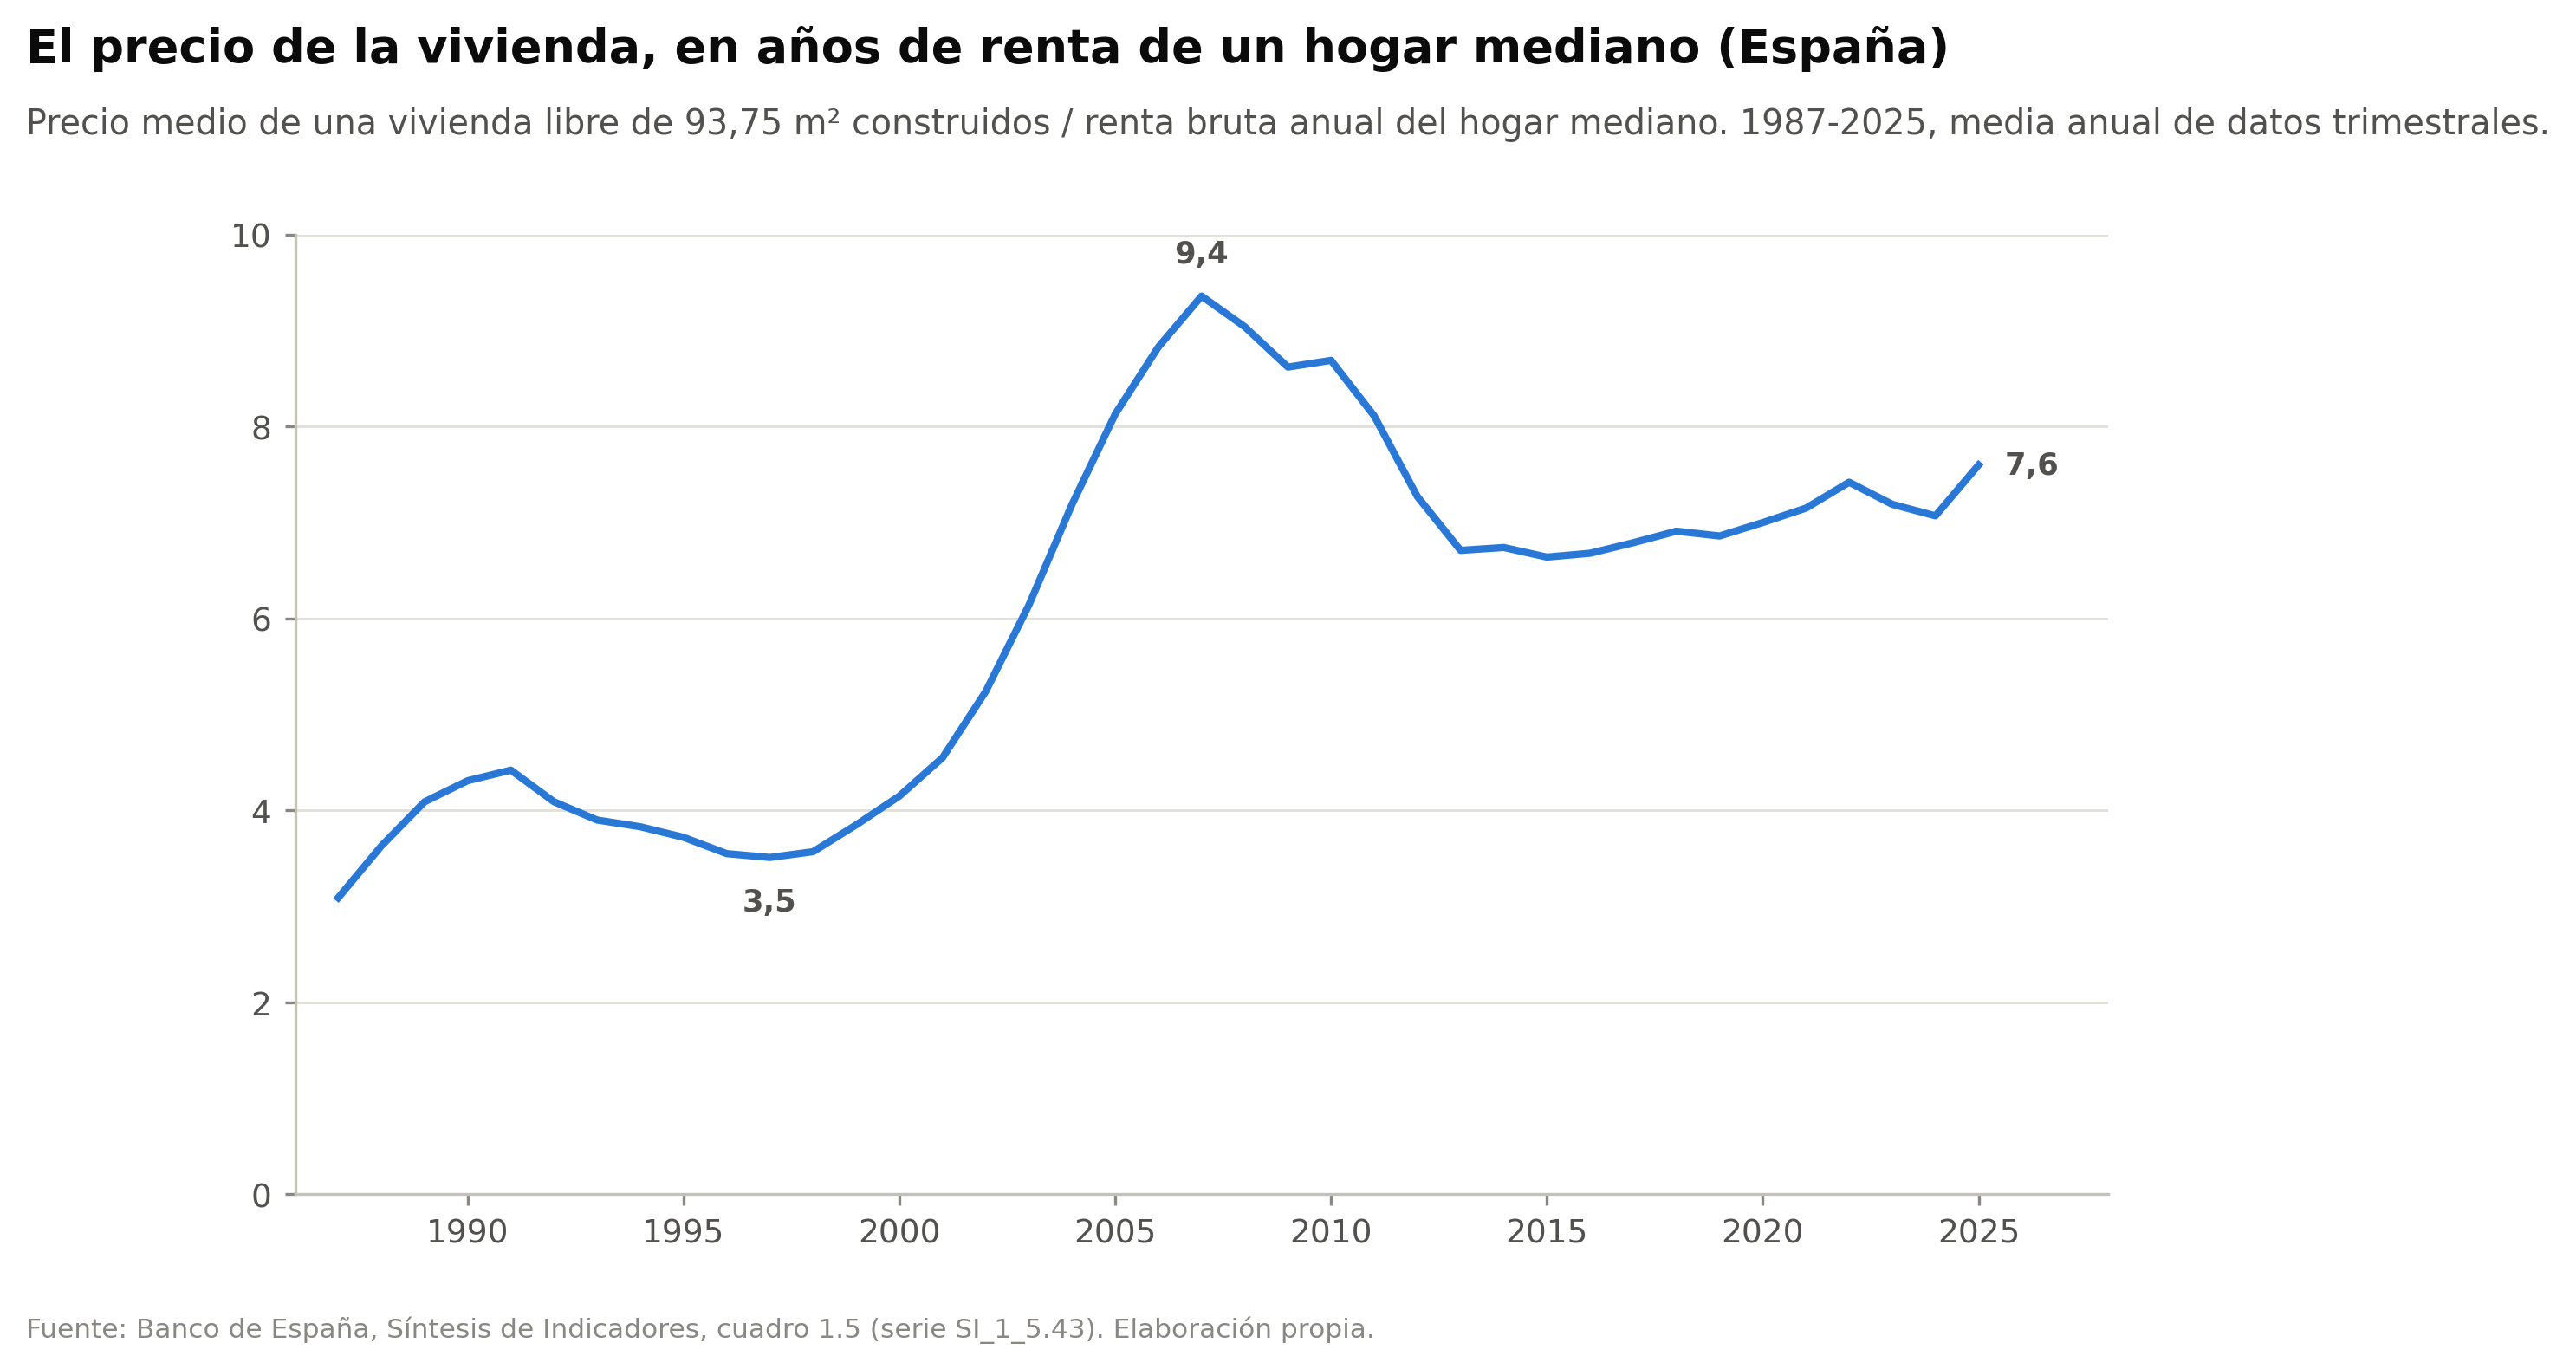 El precio de la vivienda, en años de renta de un hogar mediano (España)
Precio medio de una vivienda libre de 93,75 m² construidos / renta bruta anual del hogar mediano. 1987-2025, media anual de datos trimestrales.
10
9,4
8
7,6
6
4
3,5
2
0
1990 1995 2000 2005 2010 2015 2020 2025
Fuente: Banco de España, Síntesis de Indicadores, cuadro 1.5 (serie SI_1_5.43). Elaboración propia.